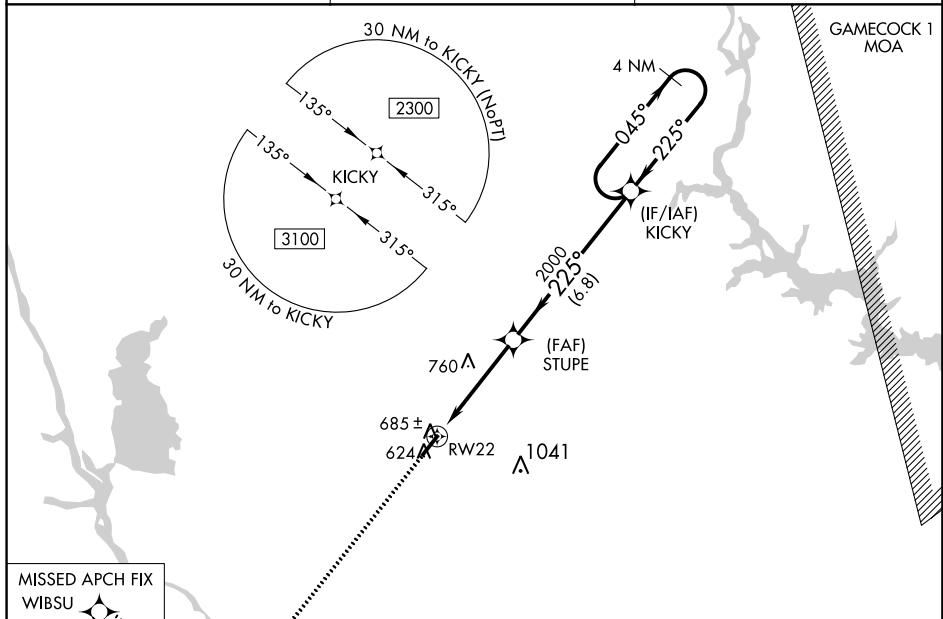 GAMECOCK 1
MOA
30 NM to KICKY (NoPT)
4 NM
135°
2300
045°
225°
135°
KICKY
315°
(IF/IAF)
KICKY
3100
315°
2000
225°
(6.8)
30 NM to KICKY
(FAF)
STUPE
760
685 ±
RW22
624
1041
MISSED APCH FIX
WIBSU